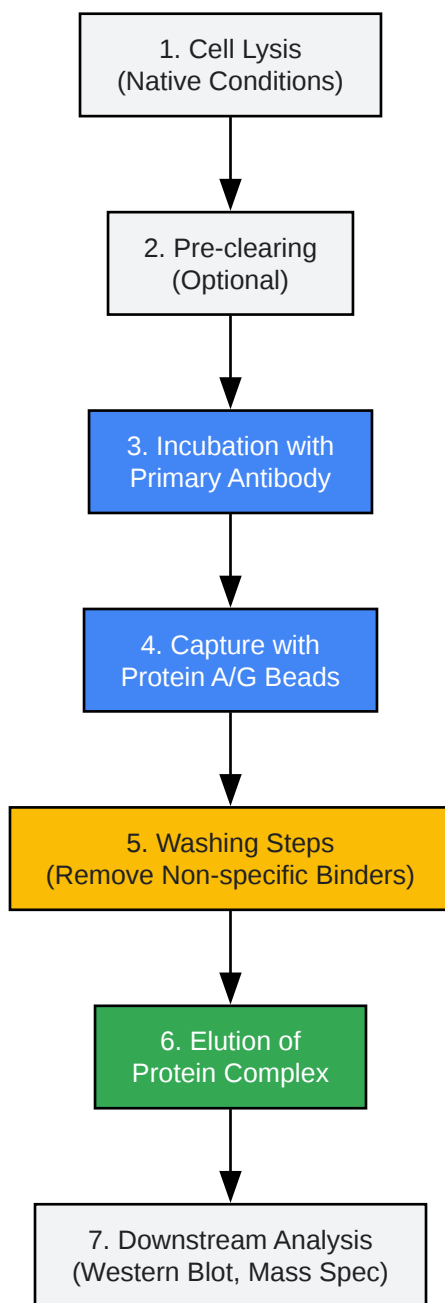 1. Cell Lysis
(Native Conditions)
2. Pre-clearing
(Optional)
3. Incubation with
Primary Antibody
4. Capture with
Protein A/G Beads
5. Washing Steps
(Remove Non-specific Binders)
6. Elution of
Protein Complex
7. Downstream Analysis
(Western Blot, Mass Spec)